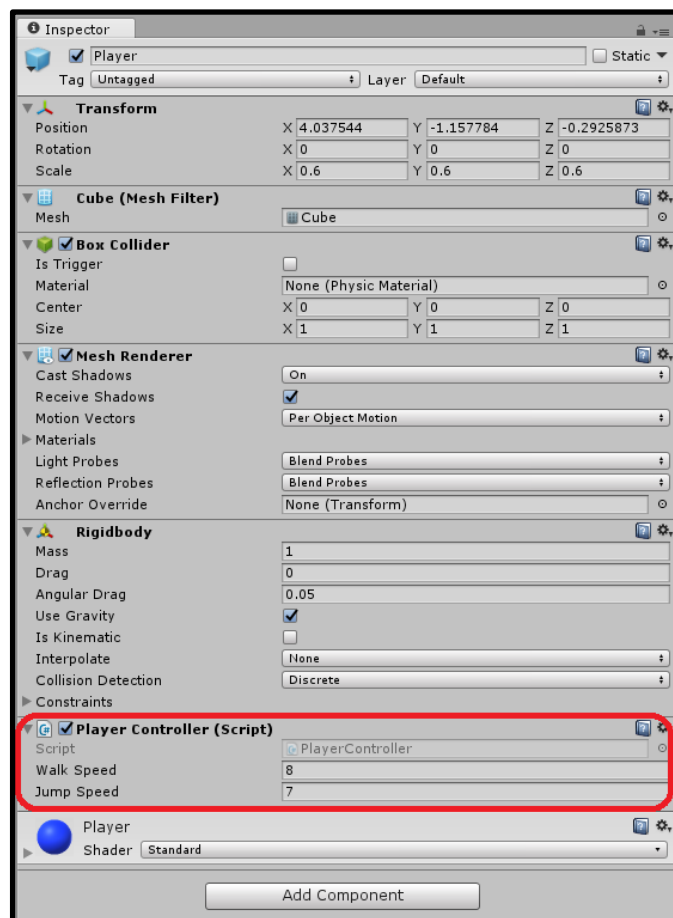 Inspector
Player Static
Tag Untagged Layer Default
Transform
Position X 4.037544 Y -1.157784 Z -0.2925873
Rotation X 0 Y 0 Z 0
Scale X 0.6 Y 0.6 Z 0.6
Cube (Mesh Filter)
Mesh Cube
Box Collider
Is Trigger
Material None (Physic Material)
Center X 0 Y 0 Z 0
Size X 1 Y 1 Z 1
Mesh Renderer
Cast Shadows On
Receive Shadows
Motion Vectors Per Object Motion
Materials
Light Probes Blend Probes
Reflection Probes Blend Probes
Anchor Override None (Transform)
Rigidbody
Mass 1
Drag 0
Angular Drag 0.05
Use Gravity
Is Kinematic
Interpolate None
Collision Detection Discrete
Constraints
Player Controller (Script)
Script PlayerController
Walk Speed 8
Jump Speed 7
Player
Shader Standard
Add Component